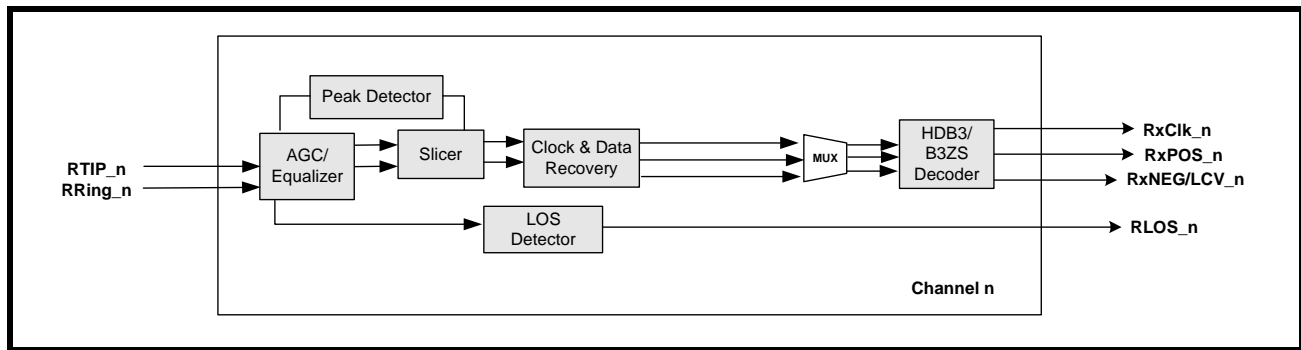 Peak Detector
RTIP_n
RRing_n
AGC/
Equalizer
Slicer
Clock & Data
Recovery
MUX
HDB3/
B3ZS
Decoder
RxClk_n
RxPOS_n
RxNEG/LCV_n
LOS
Detector
RLOS_n
Channel n